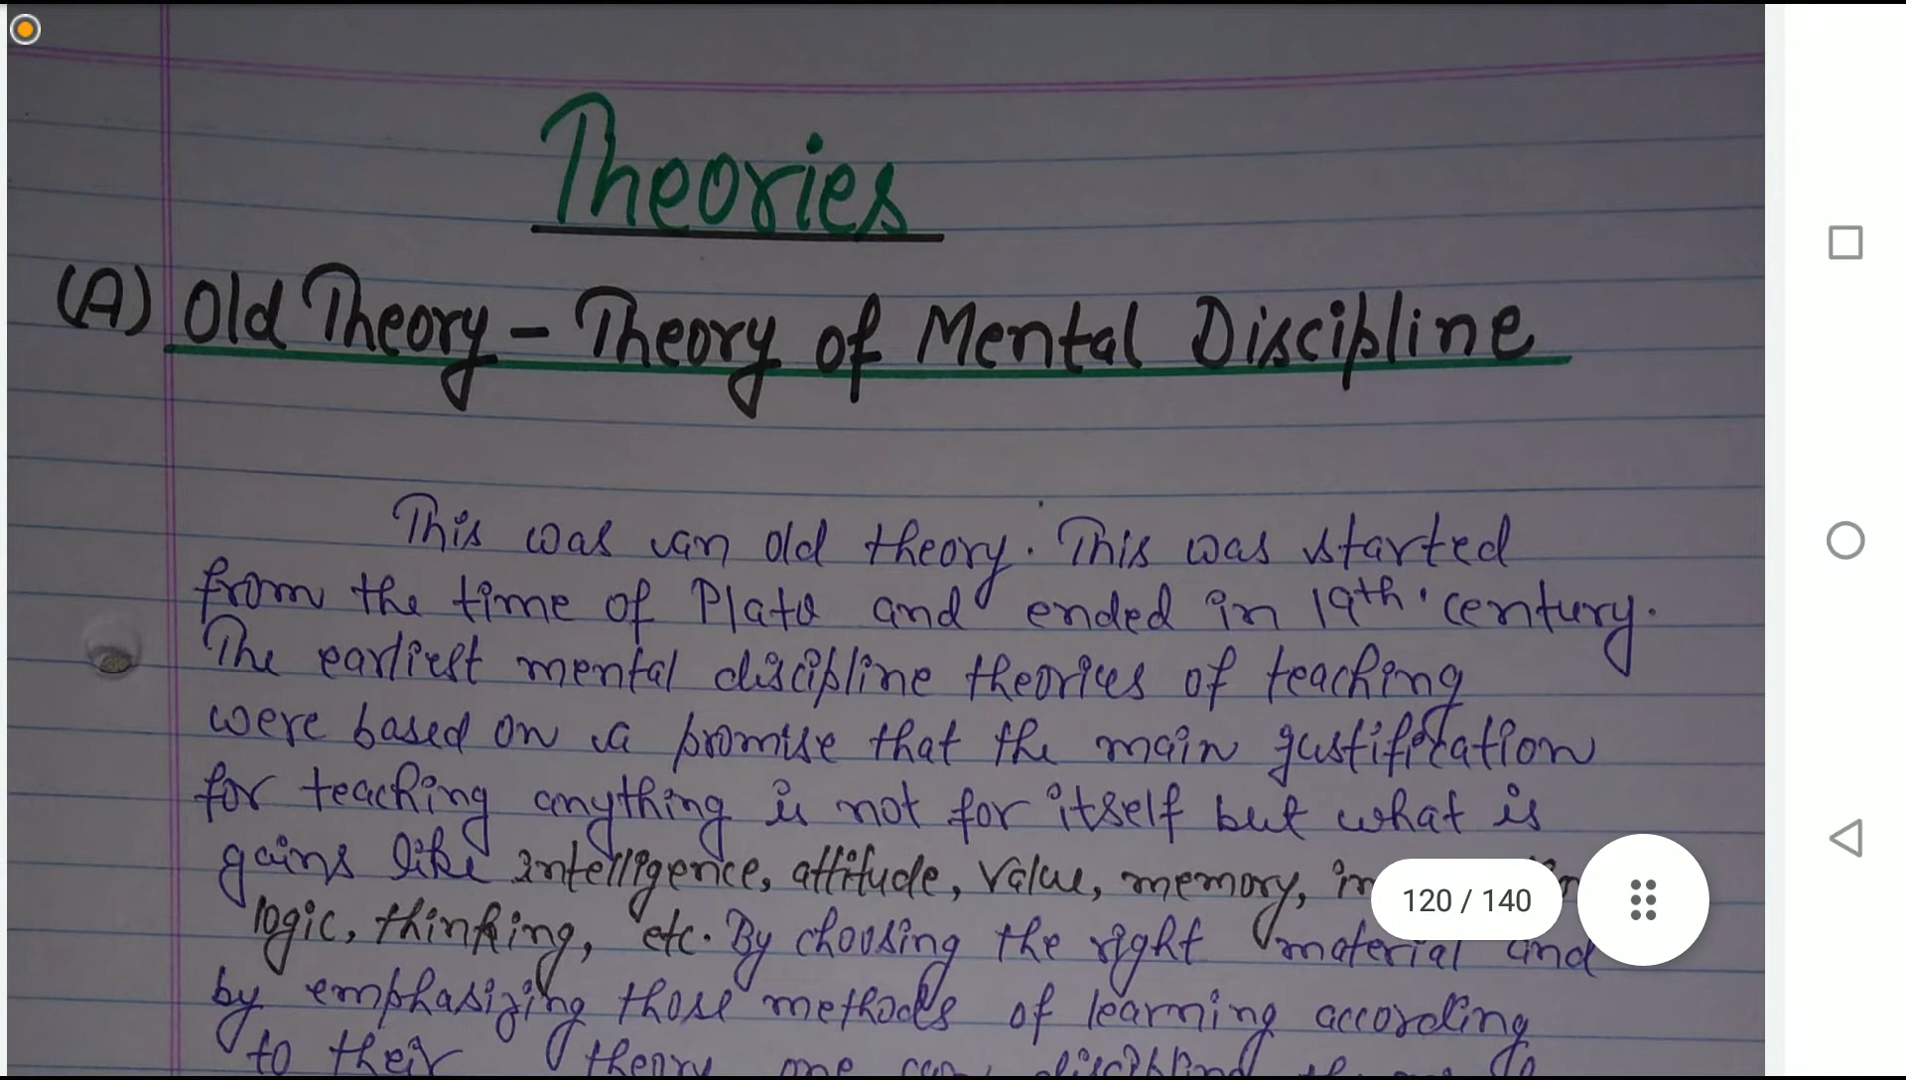 Theories
(A) Old Theory - Theory of Mental Discipline
This was an old theory. This was started
from the time of Plato and ended in 19th century.
The earliest mental discipline theories of teaching
were based on a promise that the main justification
for teaching anything is not for itself but what is
gains like intelligence, attitude, value, memory,
logic, thinking, etc. By choosing the right material and
by emphasizing those methods of learning according
to their theory one can
120 / 140